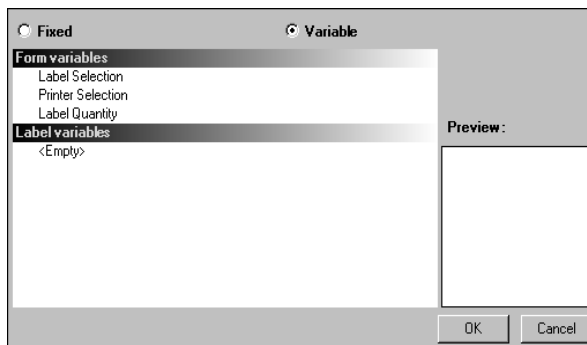 Fixed Variable
Form variables
Label Selection
Printer Selection
Label Quantity
Label variables
<Empty>
Preview:
OK Cancel